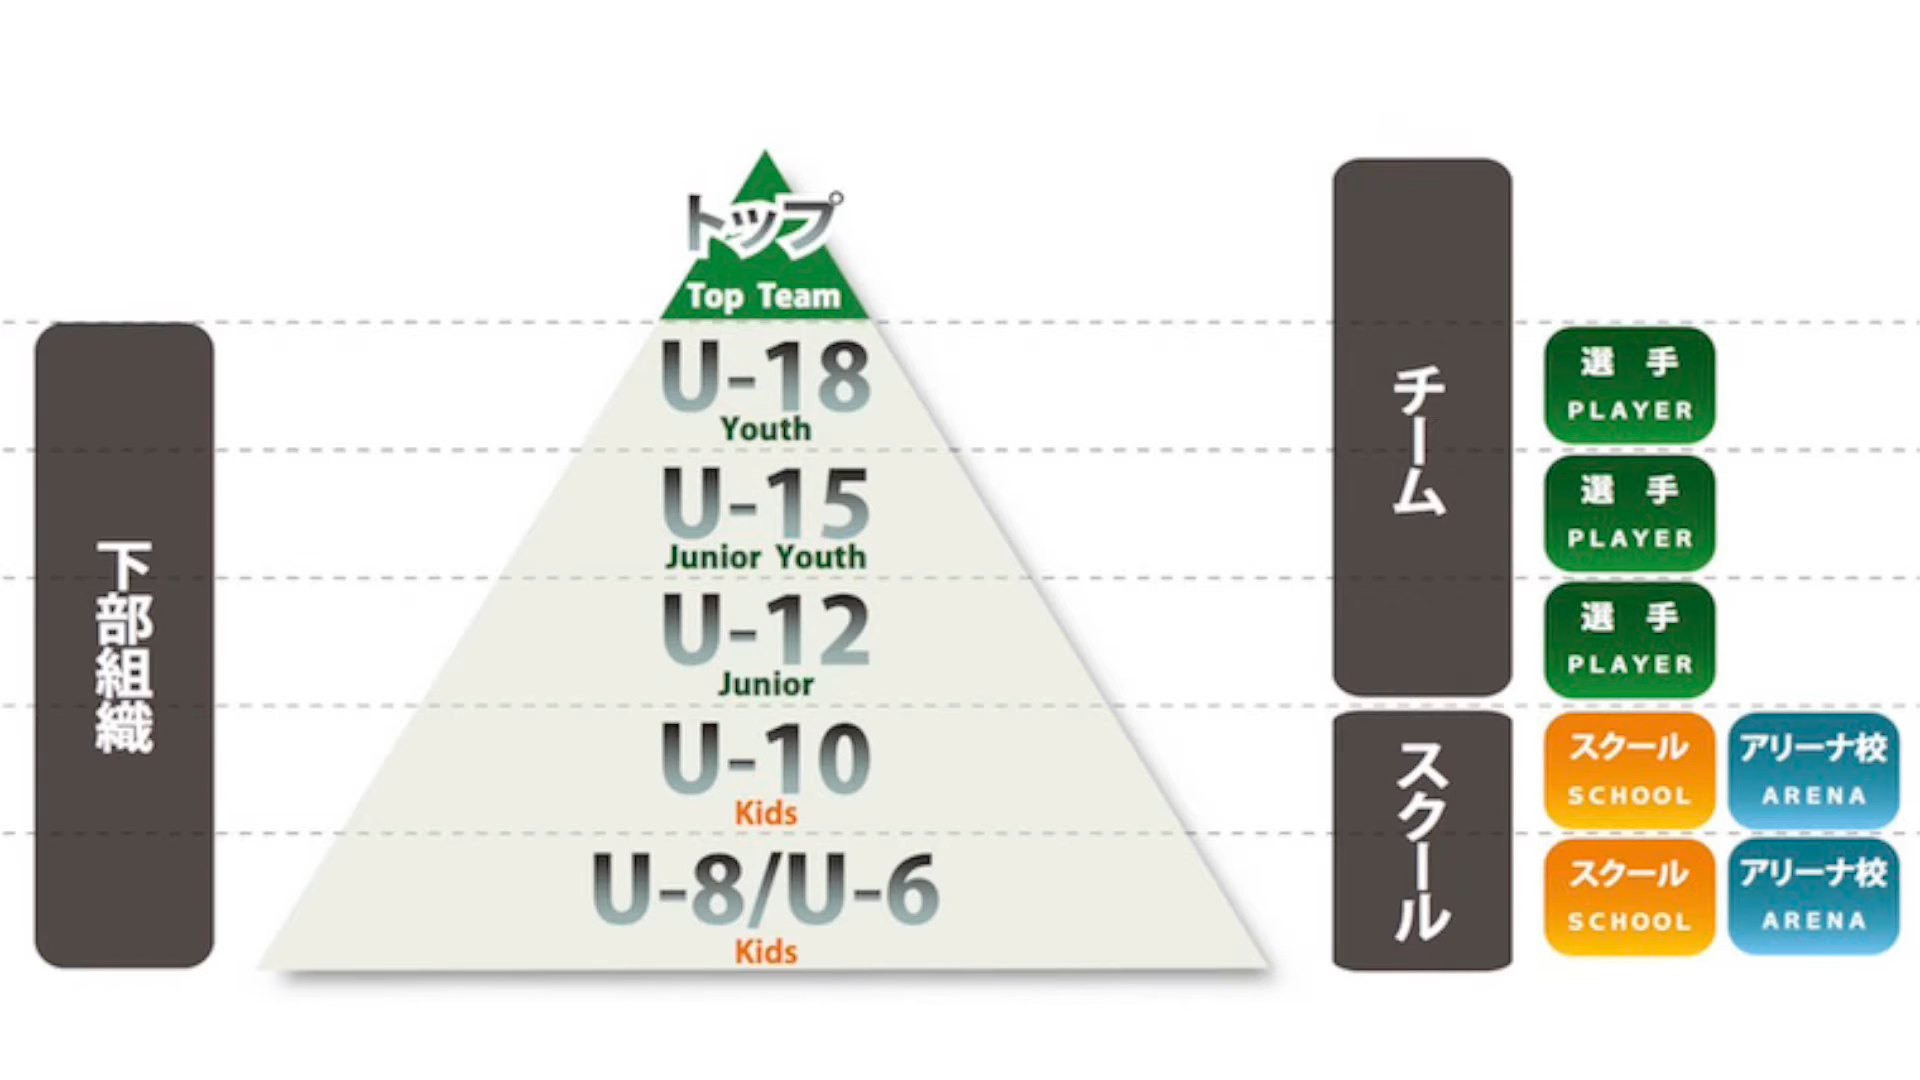 トップ
Top Team
下部組織
U-18
Youth
U-15
Junior Youth
U-12
Junior
U-10
Kids
U-8/U-6
Kids
チーム
選手
PLAYER
選手
PLAYER
選手
PLAYER
スクール
スクール
SCHOOL
アリーナ校
ARENA
スクール
SCHOOL
アリーナ校
ARENA